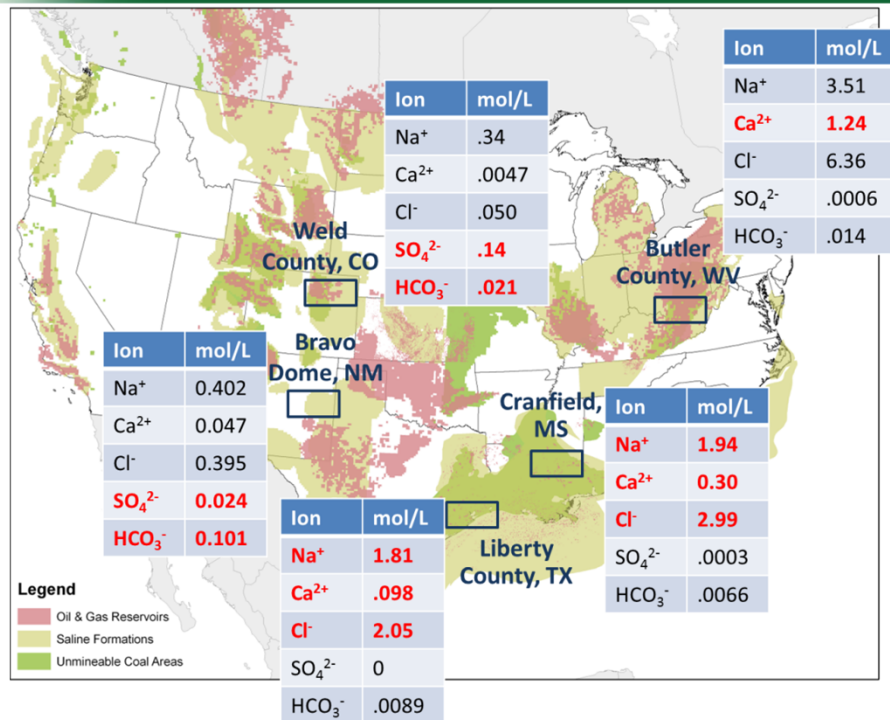 Ion mol/L
Na⁺ 3.51
Ca²⁺ 1.24
Cl⁻ 6.36
SO₄²⁻ .0006
HCO₃⁻ .014
Ion mol/L
Na⁺ .34
Ca²⁺ .0047
Cl⁻ .050
SO₄²⁻ .14
HCO₃⁻ .021
Weld
County, CO
Butler
County, WV
Bravo
Dome, NM
Ion mol/L
Na⁺ 0.402
Ca²⁺ 0.047
Cl⁻ 0.395
SO₄²⁻ 0.024
HCO₃⁻ 0.101
Cranfield,
MS
Ion mol/L
Na⁺ 1.94
Ca²⁺ 0.30
Cl⁻ 2.99
SO₄²⁻ .0003
HCO₃⁻ .0066
Ion mol/L
Na⁺ 1.81
Ca²⁺ .098
Cl⁻ 2.05
SO₄²⁻ 0
HCO₃⁻ .0089
Liberty
County, TX
Legend
Oil & Gas Reservoirs
Saline Formations
Unmineable Coal Areas